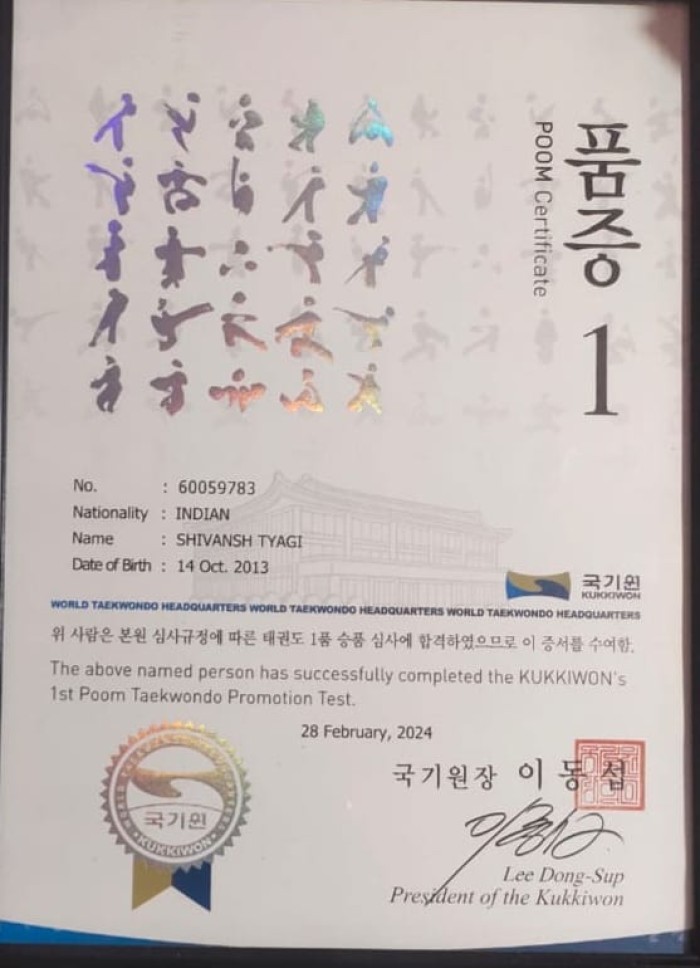 품증
POOM Certificate
1
No. : 60059783
Nationality : INDIAN
Name : SHIVANSH TYAGI
Date of Birth : 14 Oct. 2013
국기원
KUKKIWON
WORLD TAEKWONDO HEADQUARTERS WORLD TAEKWONDO HEADQUARTERS WORLD TAEKWONDO HEADQUARTERS
위 사람은 본원 심사규정에 따른 태권도 1품 승품 심사에 합격하였으므로 이 증서를 수여함.
The above named person has successfully completed the KUKKIWON's
1st Poom Taekwondo Promotion Test.
28 February, 2024
국기원장 이동섭
국기원
KUKKIWON
Lee Dong-Sup
President of the Kukkiwon